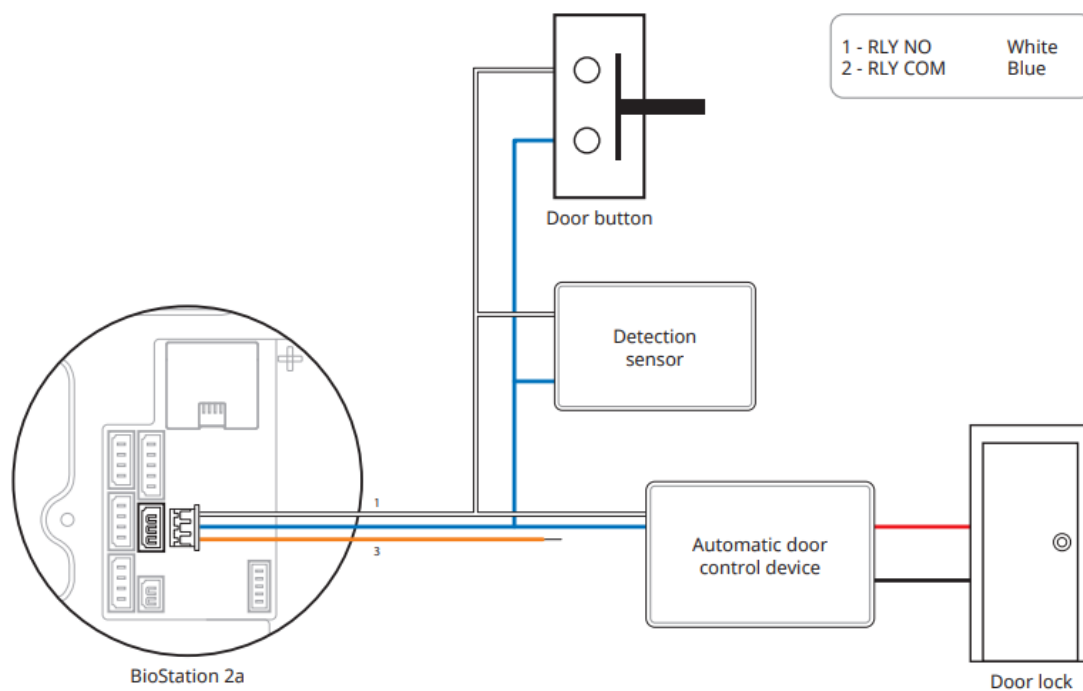 1 - RLY NO White
2 - RLY COM Blue
Door button
Detection
sensor
1
3
Automatic door
control device
BioStation 2a
Door lock